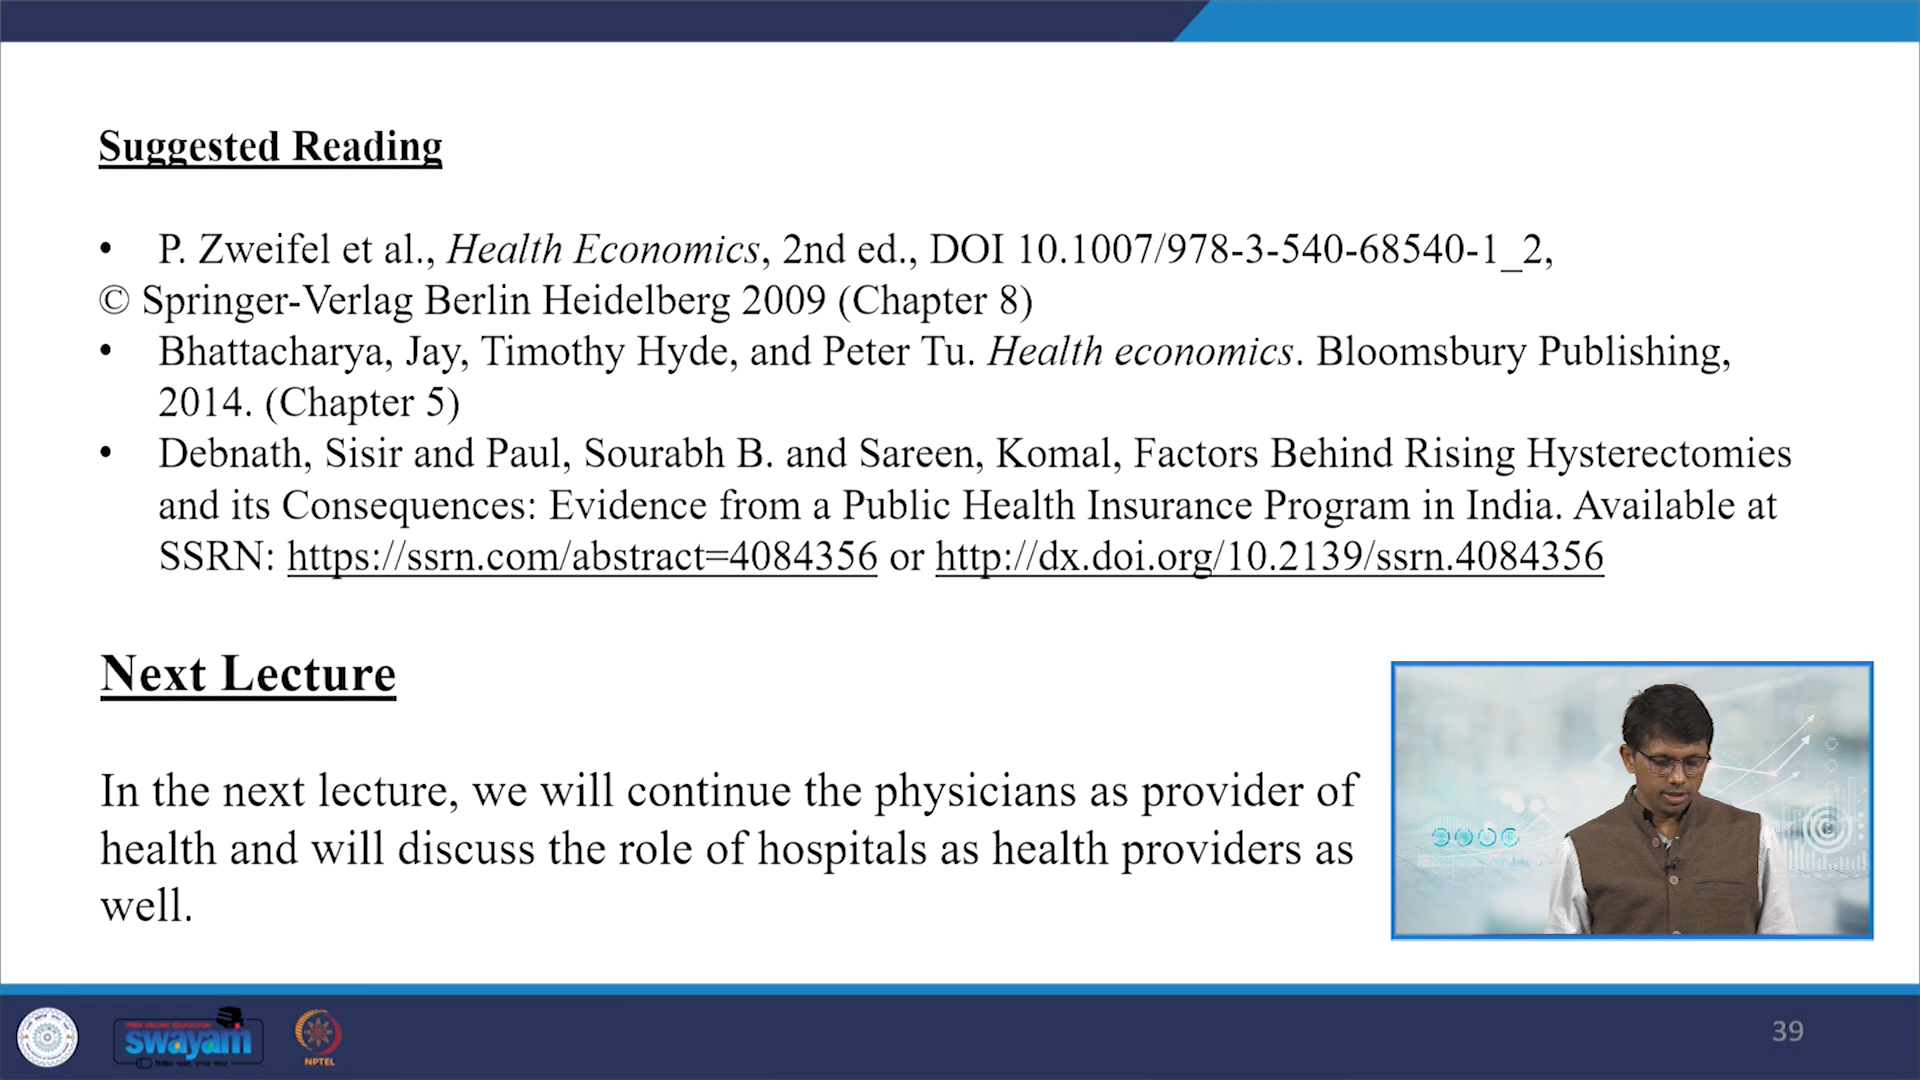 Suggested Reading
• P. Zweifel et al., Health Economics, 2nd ed., DOI 10.1007/978-3-540-68540-1_2,
© Springer-Verlag Berlin Heidelberg 2009 (Chapter 8)
• Bhattacharya, Jay, Timothy Hyde, and Peter Tu. Health economics. Bloomsbury Publishing,
2014. (Chapter 5)
• Debnath, Sisir and Paul, Sourabh B. and Sareen, Komal, Factors Behind Rising Hysterectomies
and its Consequences: Evidence from a Public Health Insurance Program in India. Available at
SSRN: https://ssrn.com/abstract=4084356 or http://dx.doi.org/10.2139/ssrn.4084356
Next Lecture
In the next lecture, we will continue the physicians as provider of
health and will discuss the role of hospitals as health providers as
well.
FREE ONLINE EDUCATION
swayam
NPTEL
39